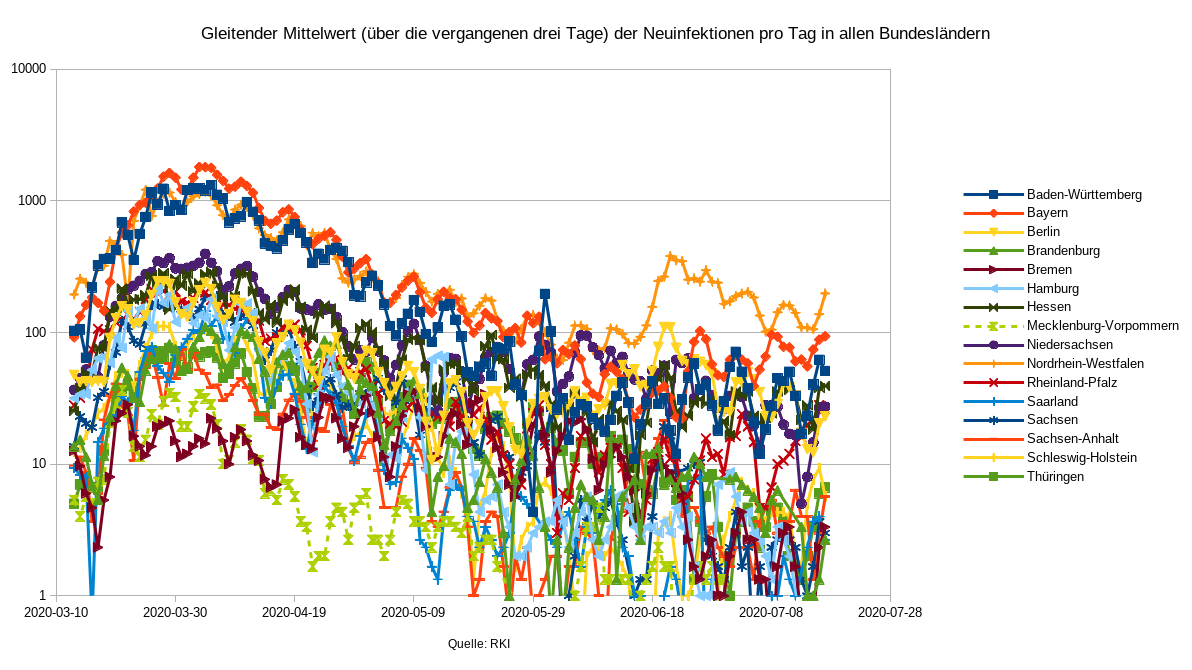 Gleitender Mittelwert (über die vergangenen drei Tage) der Neuinfektionen pro Tag in allen Bundesländern
10000
1000
100
10
1
2020-03-10 2020-03-30 2020-04-19 2020-05-09 2020-05-29 2020-06-18 2020-07-08 2020-07-28
Quelle: RKI
Baden-Württemberg
Bayern
Berlin
Brandenburg
Bremen
Hamburg
Hessen
Mecklenburg-Vorpommern
Niedersachsen
Nordrhein-Westfalen
Rheinland-Pfalz
Saarland
Sachsen
Sachsen-Anhalt
Schleswig-Holstein
Thüringen